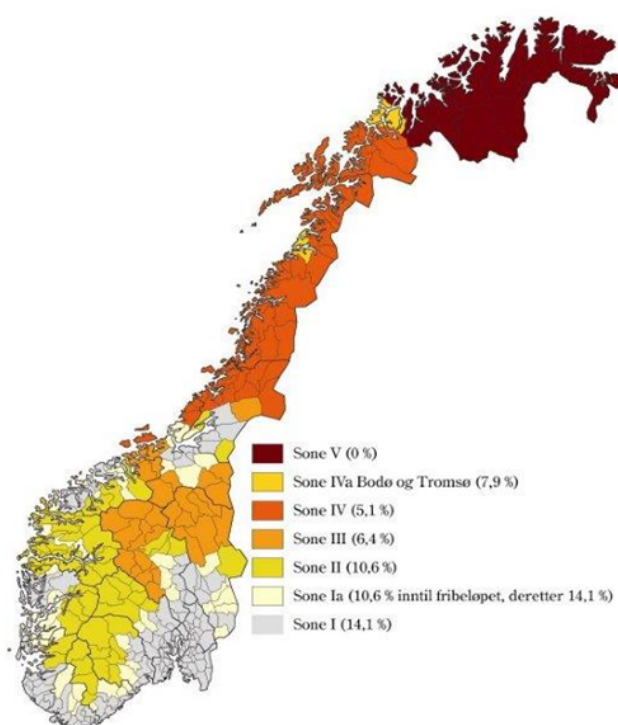 Sone V (0 %)
Sone IVa Bodø og Tromsø (7,9 %)
Sone IV (5,1 %)
Sone III (6,4 %)
Sone II (10,6 %)
Sone Ia (10,6 % inntil fribeløpet, deretter 14,1 %)
Sone I (14,1 %)